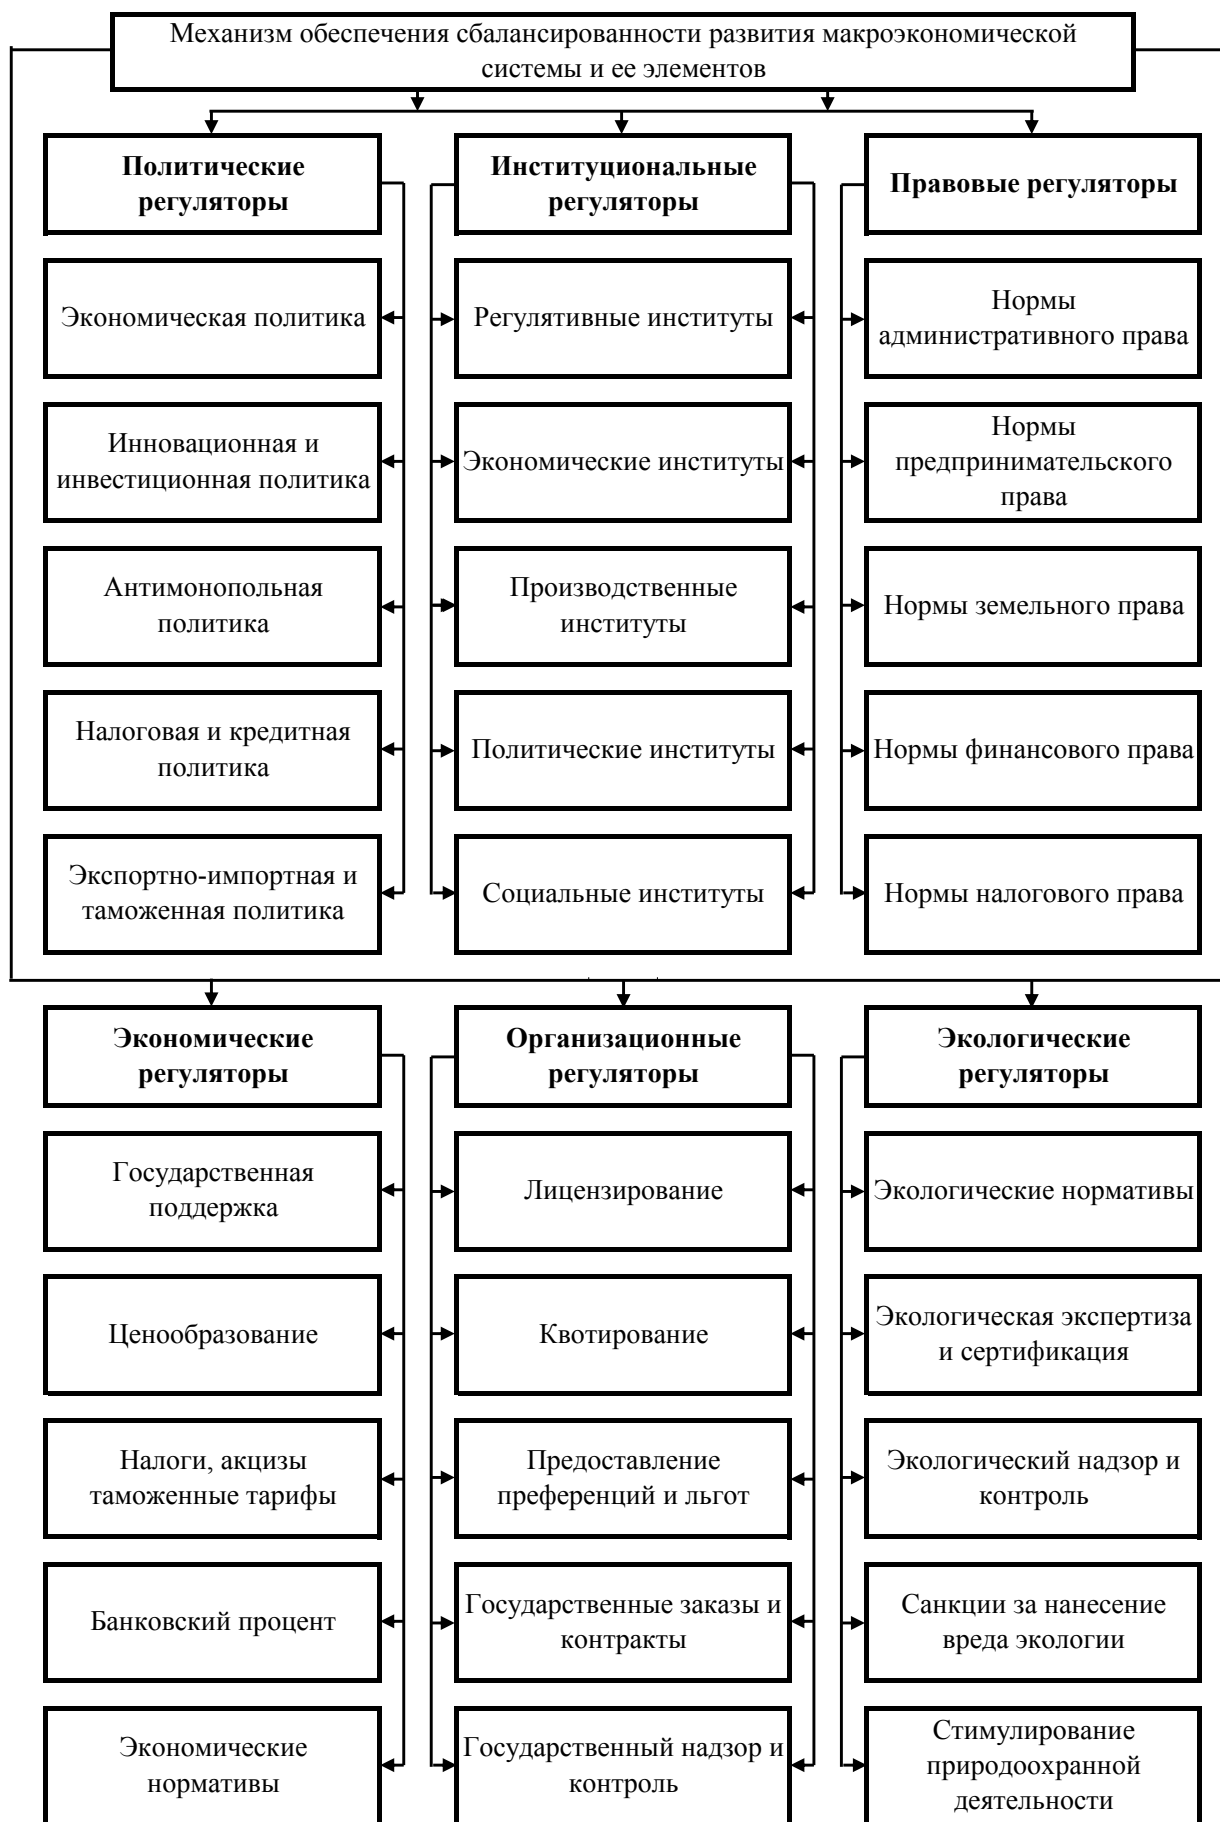 Механизм обеспечения сбалансированности развития макроэкономической
системы и ее элементов
Политические
регуляторы
Институциональные
регуляторы
Правовые регуляторы
Экономическая политика
Регулятивные институты
Нормы
административного права
Инновационная и
инвестиционная политика
Экономические институты
Нормы
предпринимательского
права
Антимонопольная
политика
Производственные
институты
Нормы земельного права
Налоговая и кредитная
политика
Политические институты
Нормы финансового права
Экспортно-импортная и
таможенная политика
Социальные институты
Нормы налогового права
Экономические
регуляторы
Организационные
регуляторы
Экологические
регуляторы
Государственная
поддержка
Лицензирование
Экологические нормативы
Ценообразование
Квотирование
Экологическая экспертиза
и сертификация
Налоги, акцизы
таможенные тарифы
Предоставление
преференций и льгот
Экологический надзор и
контроль
Банковский процент
Государственные заказы и
контракты
Санкции за нанесение
вреда экологии
Экономические
нормативы
Государственный надзор и
контроль
Стимулирование
природоохранной
деятельности